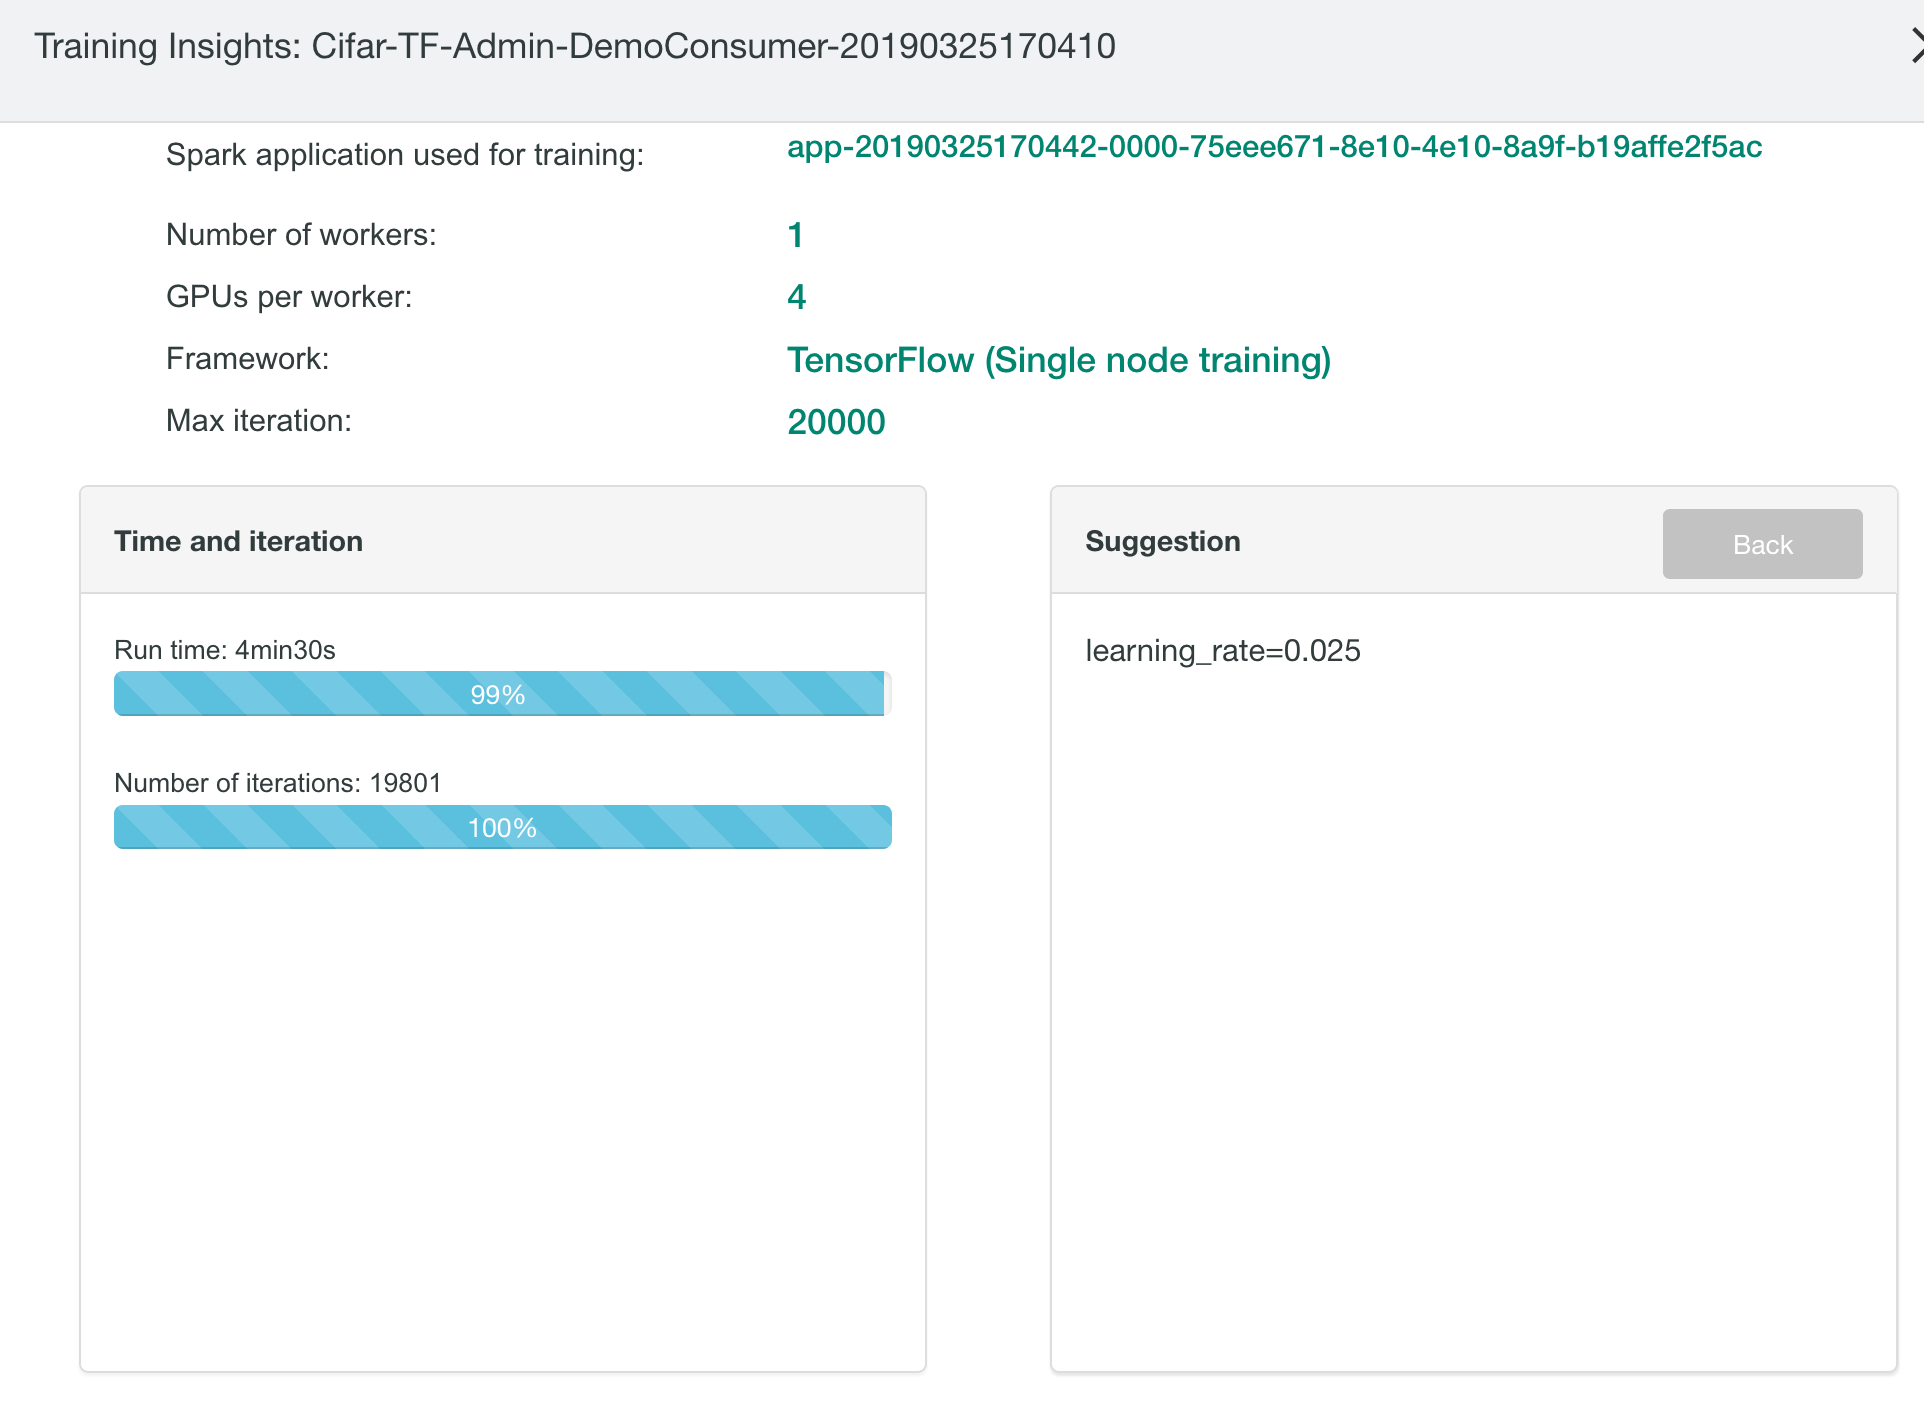 Training Insights: Cifar-TF-Admin-DemoConsumer-20190325170410
Spark application used for training: app-20190325170442-0000-75eee671-8e10-4e10-8a9f-b19affe2f5ac
Number of workers: 1
GPUs per worker: 4
Framework: TensorFlow (Single node training)
Max iteration: 20000
Time and iteration
Run time: 4min30s
99%
Number of iterations: 19801
100%
Suggestion
Back
learning_rate=0.025